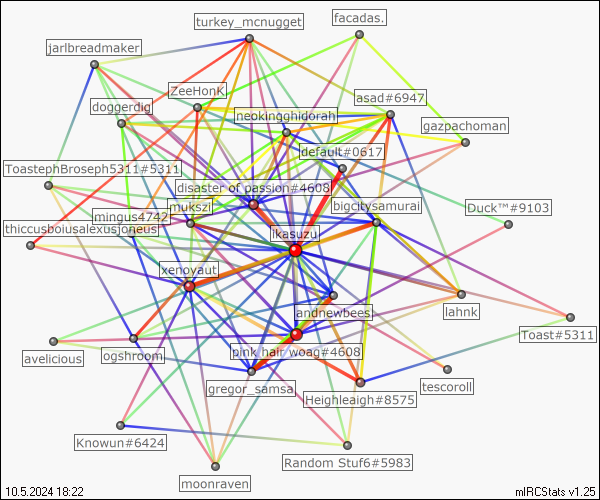 turkey_mcnugget
facadas.
jarlbreadmaker
ZeeHonK
asad#6947
doggerdig
neokingghidorah
gazpachoman
default#0617
ToastephBroseph5311#5311
disaster of passion#4608
mukszi
bigcitysamurai
Duck™#9103
mingus4742
thiccusboiusalexusjoneus
ikasuzu
xenoyaut
andnewbees
lahnk
Toast#5311
avelicious
ogshroom
pink hair woag#4608
gregor_samsa
tescoroll
Heighleaigh#8575
Knowun#6424
Random Stuf6#5983
moonraven
10.5.2024 18:22
mIRCStats v1.25